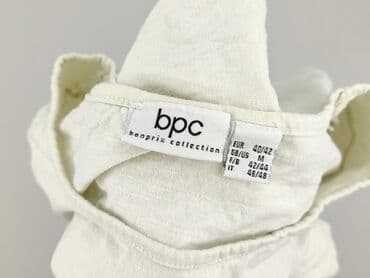 bpc
bonprix collection
EUR 40/42
GB/US M
F/B 42/44
IT 46/48